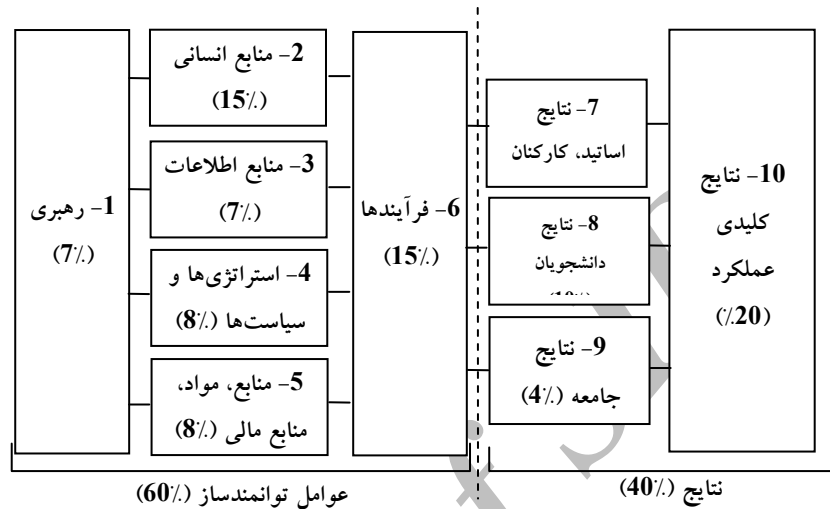 1- رهبری
(7٪)
2- منابع انسانی
(15٪)
3- منابع اطلاعات
(7٪)
4- استراتژی‌ها و
سیاست‌ها (8٪)
5- منابع، مواد،
منابع مالی (8٪)
6- فرآیندها
(15٪)
7- نتایج
اساتید، کارکنان
8- نتایج
دانشجویان
9- نتایج
جامعه (4٪)
10- نتایج
کلیدی
عملکرد
(20٪)
عوامل توانمندساز (60٪)
نتایج (40٪)